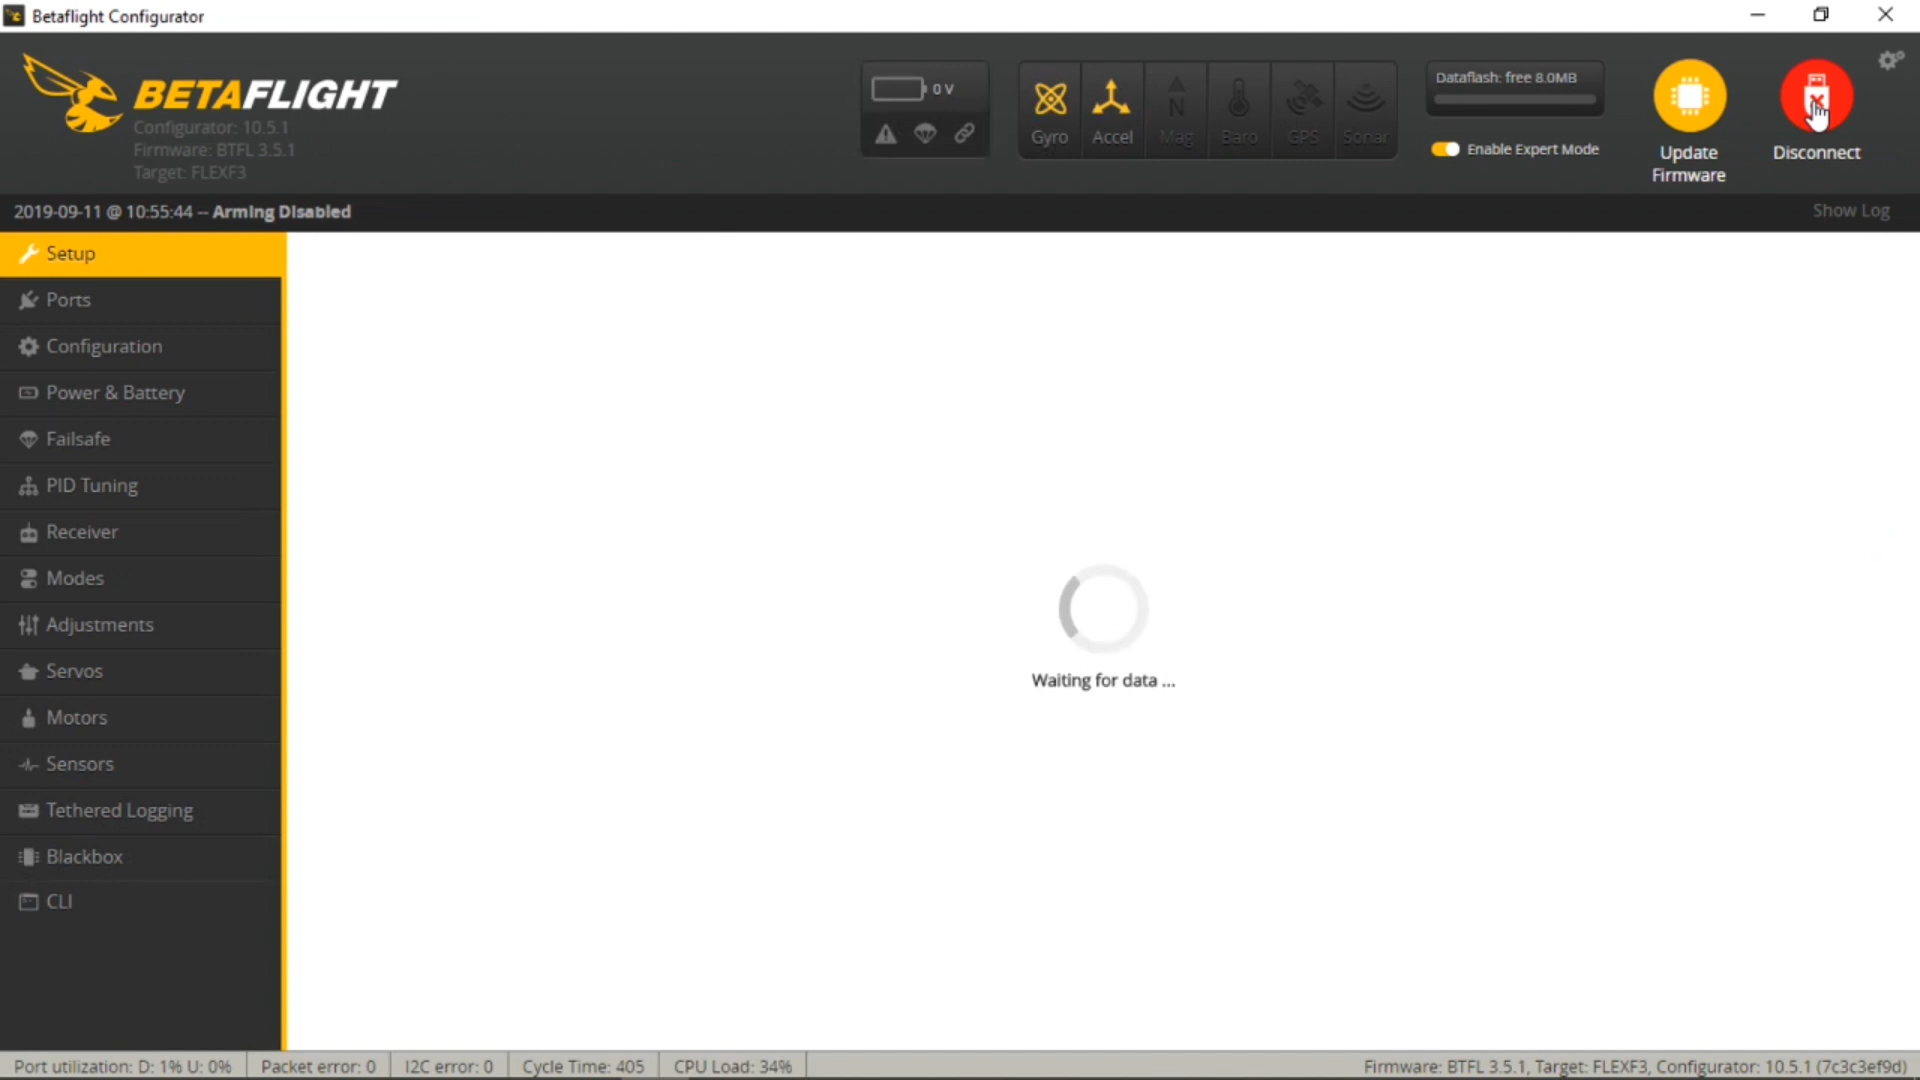 Betaflight Configurator
BETAFLIGHT
Configurator: 10.5.1
Firmware: BTFL 3.5.1
Target: FLEXF3
0 V
Gyro
Accel
N
Mag
Baro
GPS
Sonar
Dataflash: free 8.0MB
Enable Expert Mode
Update
Firmware
Disconnect
2019-09-11 @ 10:55:44 -- Arming Disabled
Show Log
Setup
Ports
Configuration
Power & Battery
Failsafe
PID Tuning
Receiver
Modes
Adjustments
Servos
Motors
Sensors
Tethered Logging
Blackbox
CLI
Waiting for data ...
Port utilization: D: 1% U: 0%
Packet error: 0
I2C error: 0
Cycle Time: 405
CPU Load: 34%
Firmware: BTFL 3.5.1, Target: FLEXF3, Configurator: 10.5.1 (7c3c3ef9d)